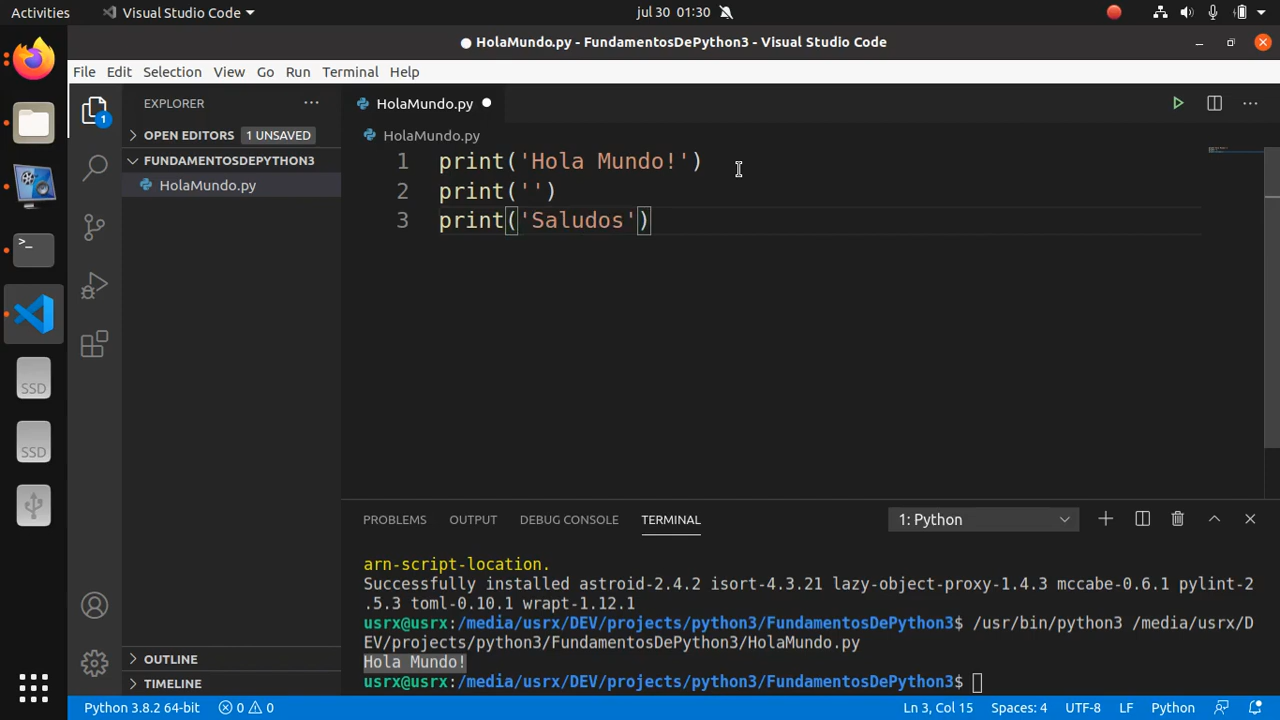 Activities
Visual Studio Code
jul 30 01:30
HolaMundo.py - FundamentosDePython3 - Visual Studio Code
File Edit Selection View Go Run Terminal Help
EXPLORER
HolaMundo.py
OPEN EDITORS 1 UNSAVED
1
HolaMundo.py
FUNDAMENTOSDEPYTHON3
HolaMundo.py
1 print('Hola Mundo!')
2 print('')
3 print('Saludos')
SSD
SSD
PROBLEMS OUTPUT DEBUG CONSOLE TERMINAL 1: Python
arn-script-location.
Successfully installed astroid-2.4.2 isort-4.3.21 lazy-object-proxy-1.4.3 mccabe-0.6.1 pylint-2
.5.3 toml-0.10.1 wrapt-1.12.1
usrx@usrx:/media/usrx/DEV/projects/python3/FundamentosDePython3$ /usr/bin/python3 /media/usrx/D
EV/projects/python3/FundamentosDePython3/HolaMundo.py
Hola Mundo!
usrx@usrx:/media/usrx/DEV/projects/python3/FundamentosDePython3$
OUTLINE
TIMELINE
Python 3.8.2 64-bit 0 0 Ln 3, Col 15 Spaces: 4 UTF-8 LF Python